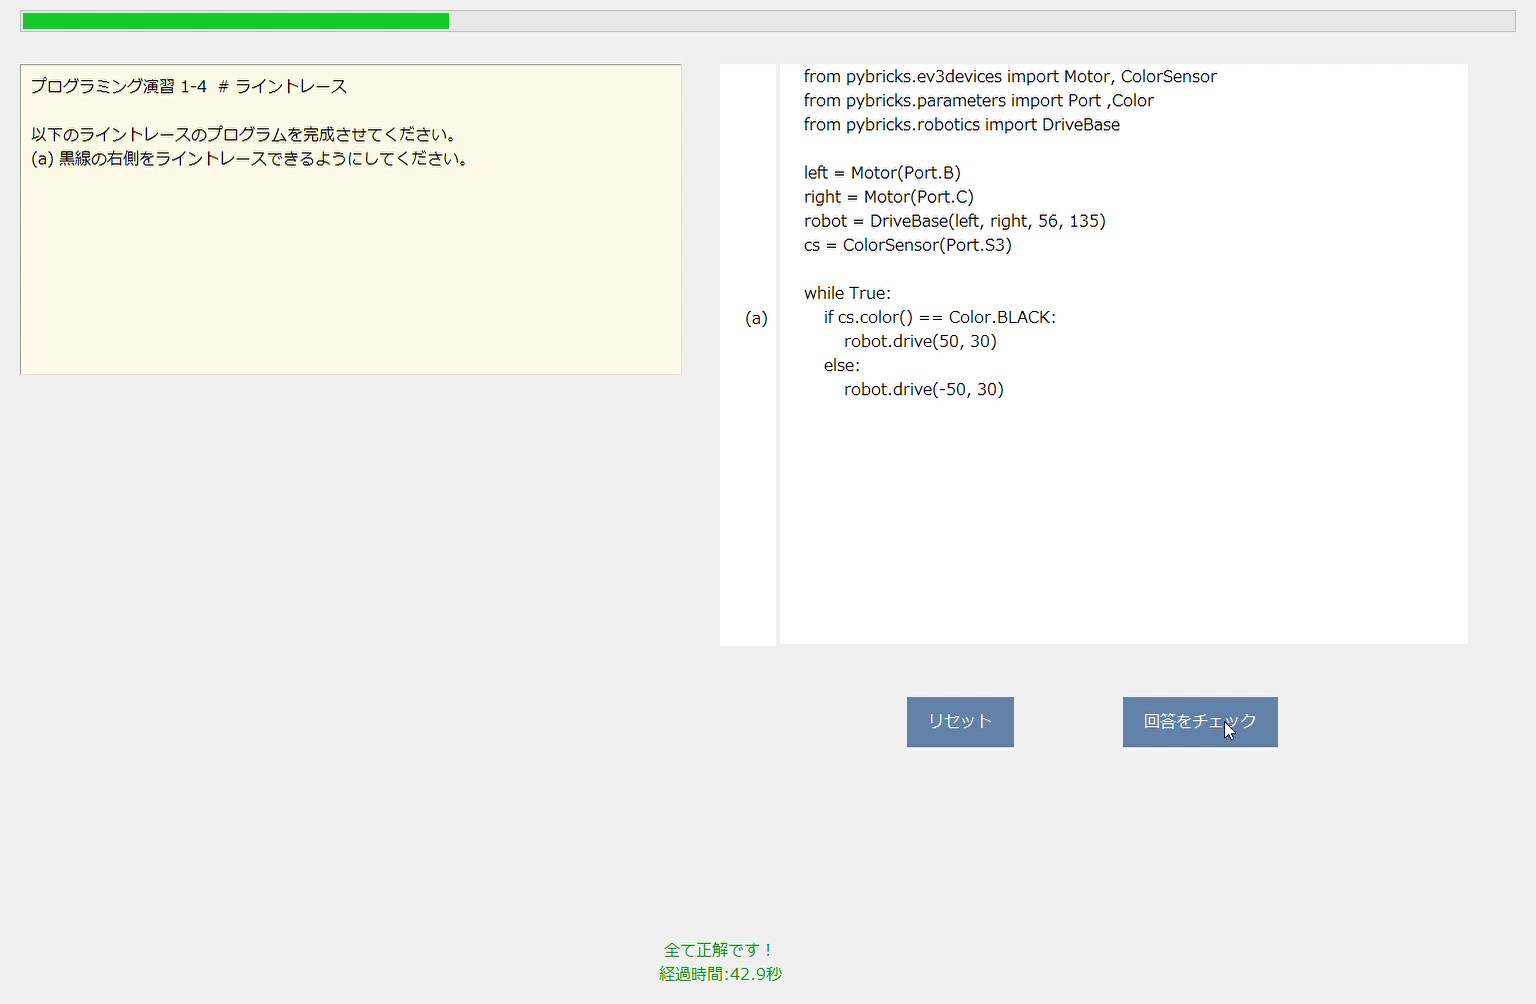 プログラミング演習 1-4  # ライントレース
以下のライントレースのプログラムを完成させてください。
(a) 黒線の右側をライントレースできるようにしてください。
from pybricks.ev3devices import Motor, ColorSensor
from pybricks.parameters import Port ,Color
from pybricks.robotics import DriveBase
left = Motor(Port.B)
right = Motor(Port.C)
robot = DriveBase(left, right, 56, 135)
cs = ColorSensor(Port.S3)
while True:
(a) if cs.color() == Color.BLACK:
robot.drive(50, 30)
else:
robot.drive(-50, 30)
リセット
回答をチェック
全て正解です！
経過時間:42.9秒